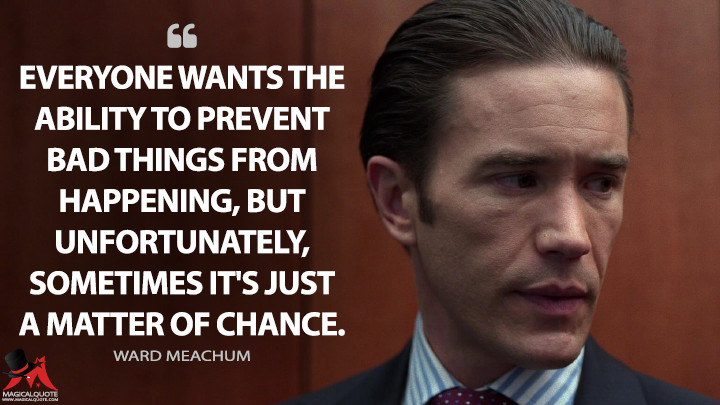 ❝
EVERYONE WANTS THE
ABILITY TO PREVENT
BAD THINGS FROM
HAPPENING, BUT
UNFORTUNATELY,
SOMETIMES IT'S JUST
A MATTER OF CHANCE.
WARD MEACHUM
MAGICALQUOTE
WWW.MAGICALQUOTE.COM